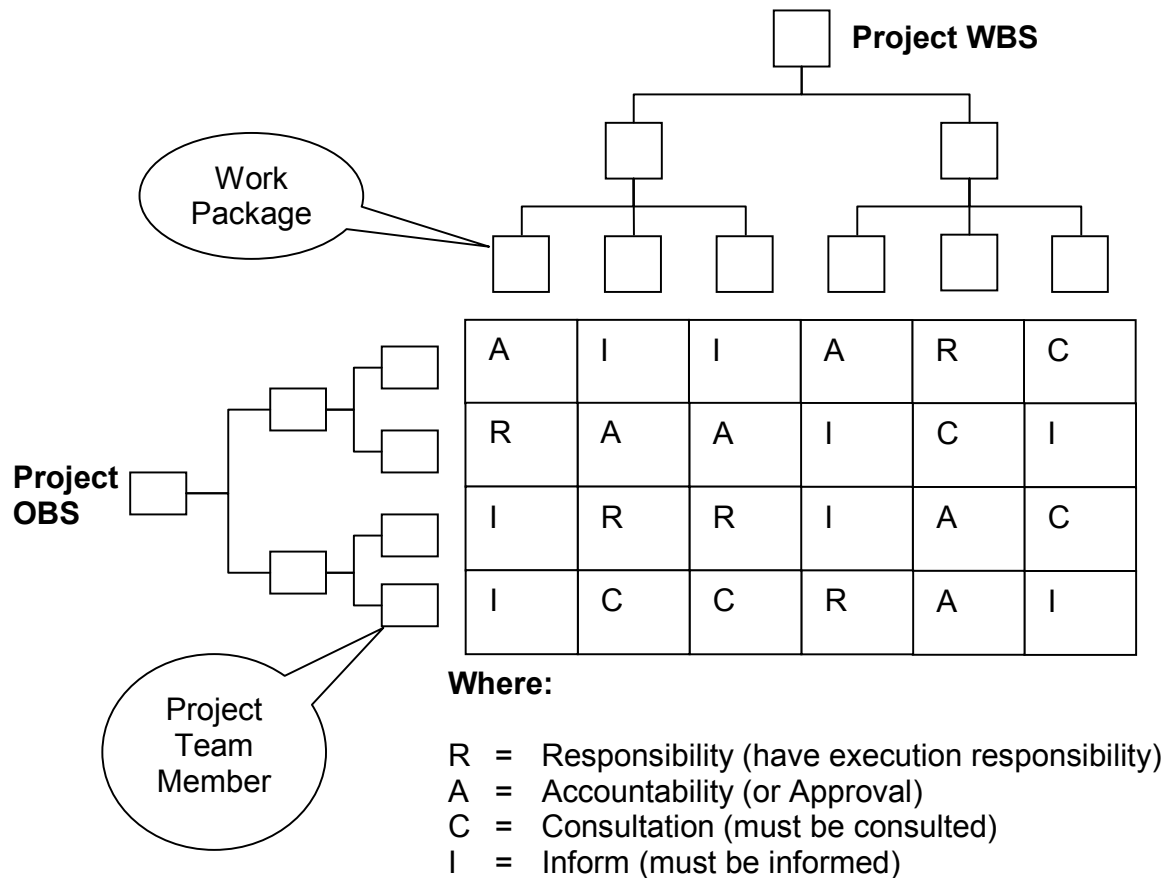 Project WBS
Work
Package
A I I A R C
R A A I C I
Project
OBS
I R R I A C
I C C R A I
Where:
Project
Team
Member
R = Responsibility (have execution responsibility)
A = Accountability (or Approval)
C = Consultation (must be consulted)
I = Inform (must be informed)